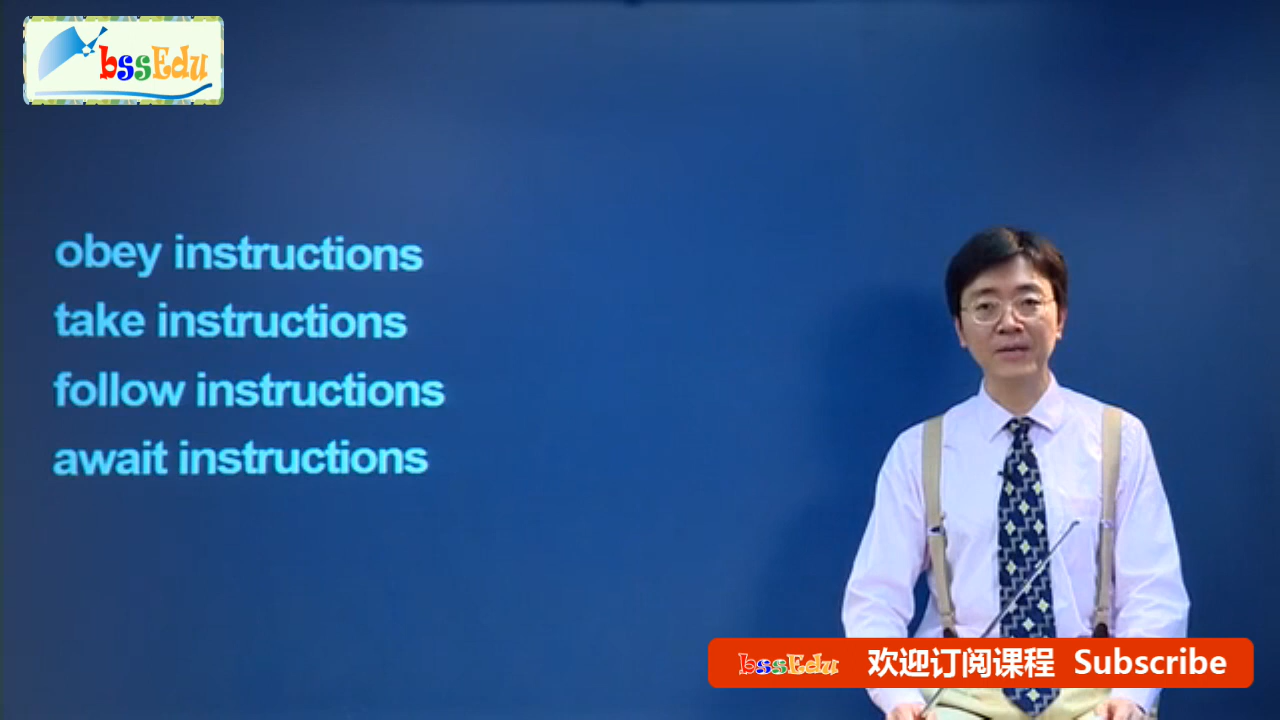 bssEdu
obey instructions
take instructions
follow instructions
await instructions
bssEdu 欢迎订阅课程 Subscribe